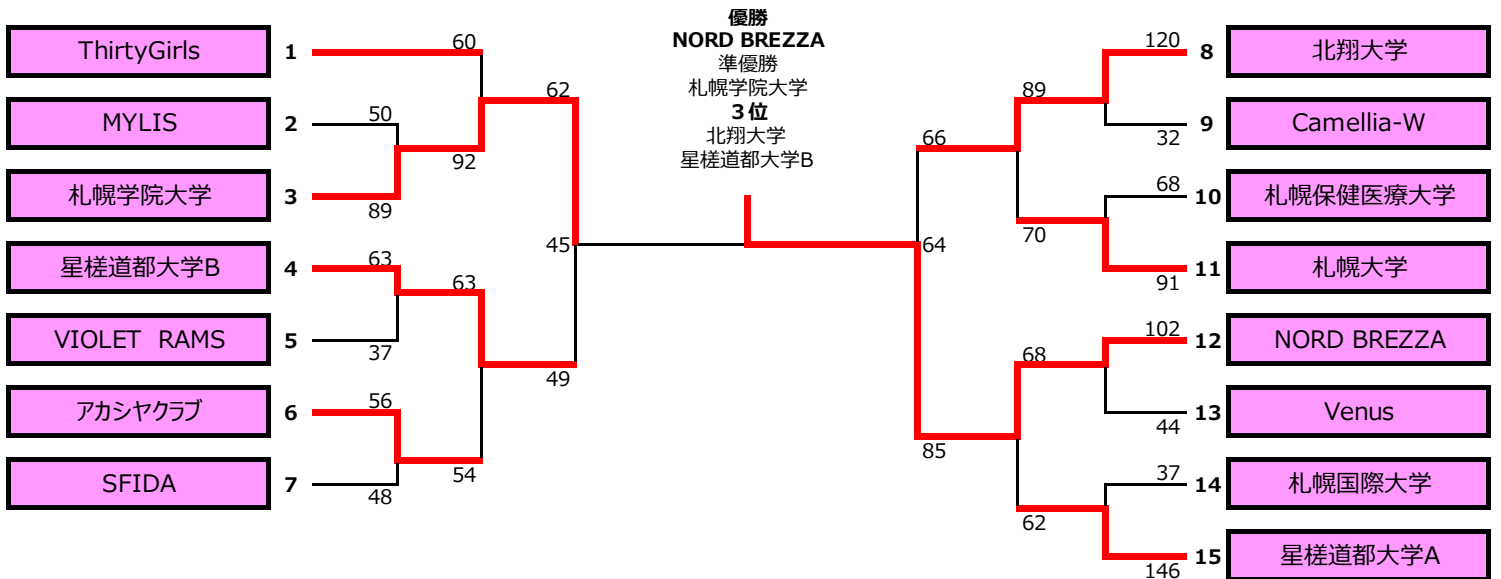 優勝
NORD BREZZA
準優勝
札幌学院大学
３位
北翔大学
星槎道都大学B
ThirtyGirls 1 60
MYLIS 2 50
札幌学院大学 3 89
星槎道都大学B 4 63
VIOLET RAMS 5 37
アカシヤクラブ 6 56
SFIDA 7 48
92
63
54
62
49
45
64
66
85
89
70
68
62
120 8 北翔大学
32 9 Camellia-W
68 10 札幌保健医療大学
91 11 札幌大学
102 12 NORD BREZZA
44 13 Venus
37 14 札幌国際大学
146 15 星槎道都大学A